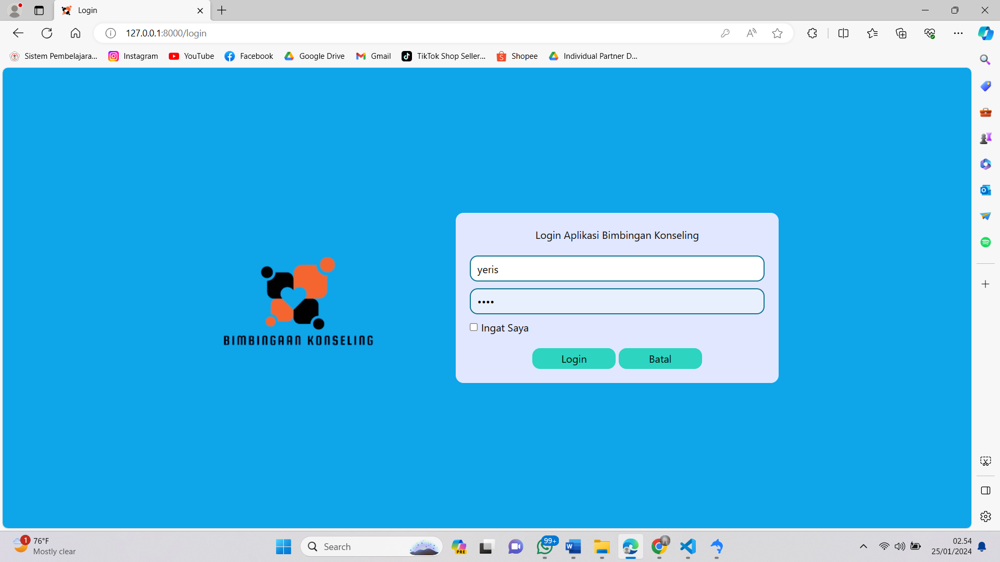 Login
127.0.0.1:8000/login
Sistem Pembelajara...
Instagram
YouTube
Facebook
Google Drive
Gmail
TikTok Shop Seller...
Shopee
Individual Partner D...
Login Aplikasi Bimbingan Konseling
yeris
••••
Ingat Saya
Login
Batal
BIMBINGAAN KONSELING
1
76°F
Mostly clear
Search
PRE
99+
02.54
25/01/2024